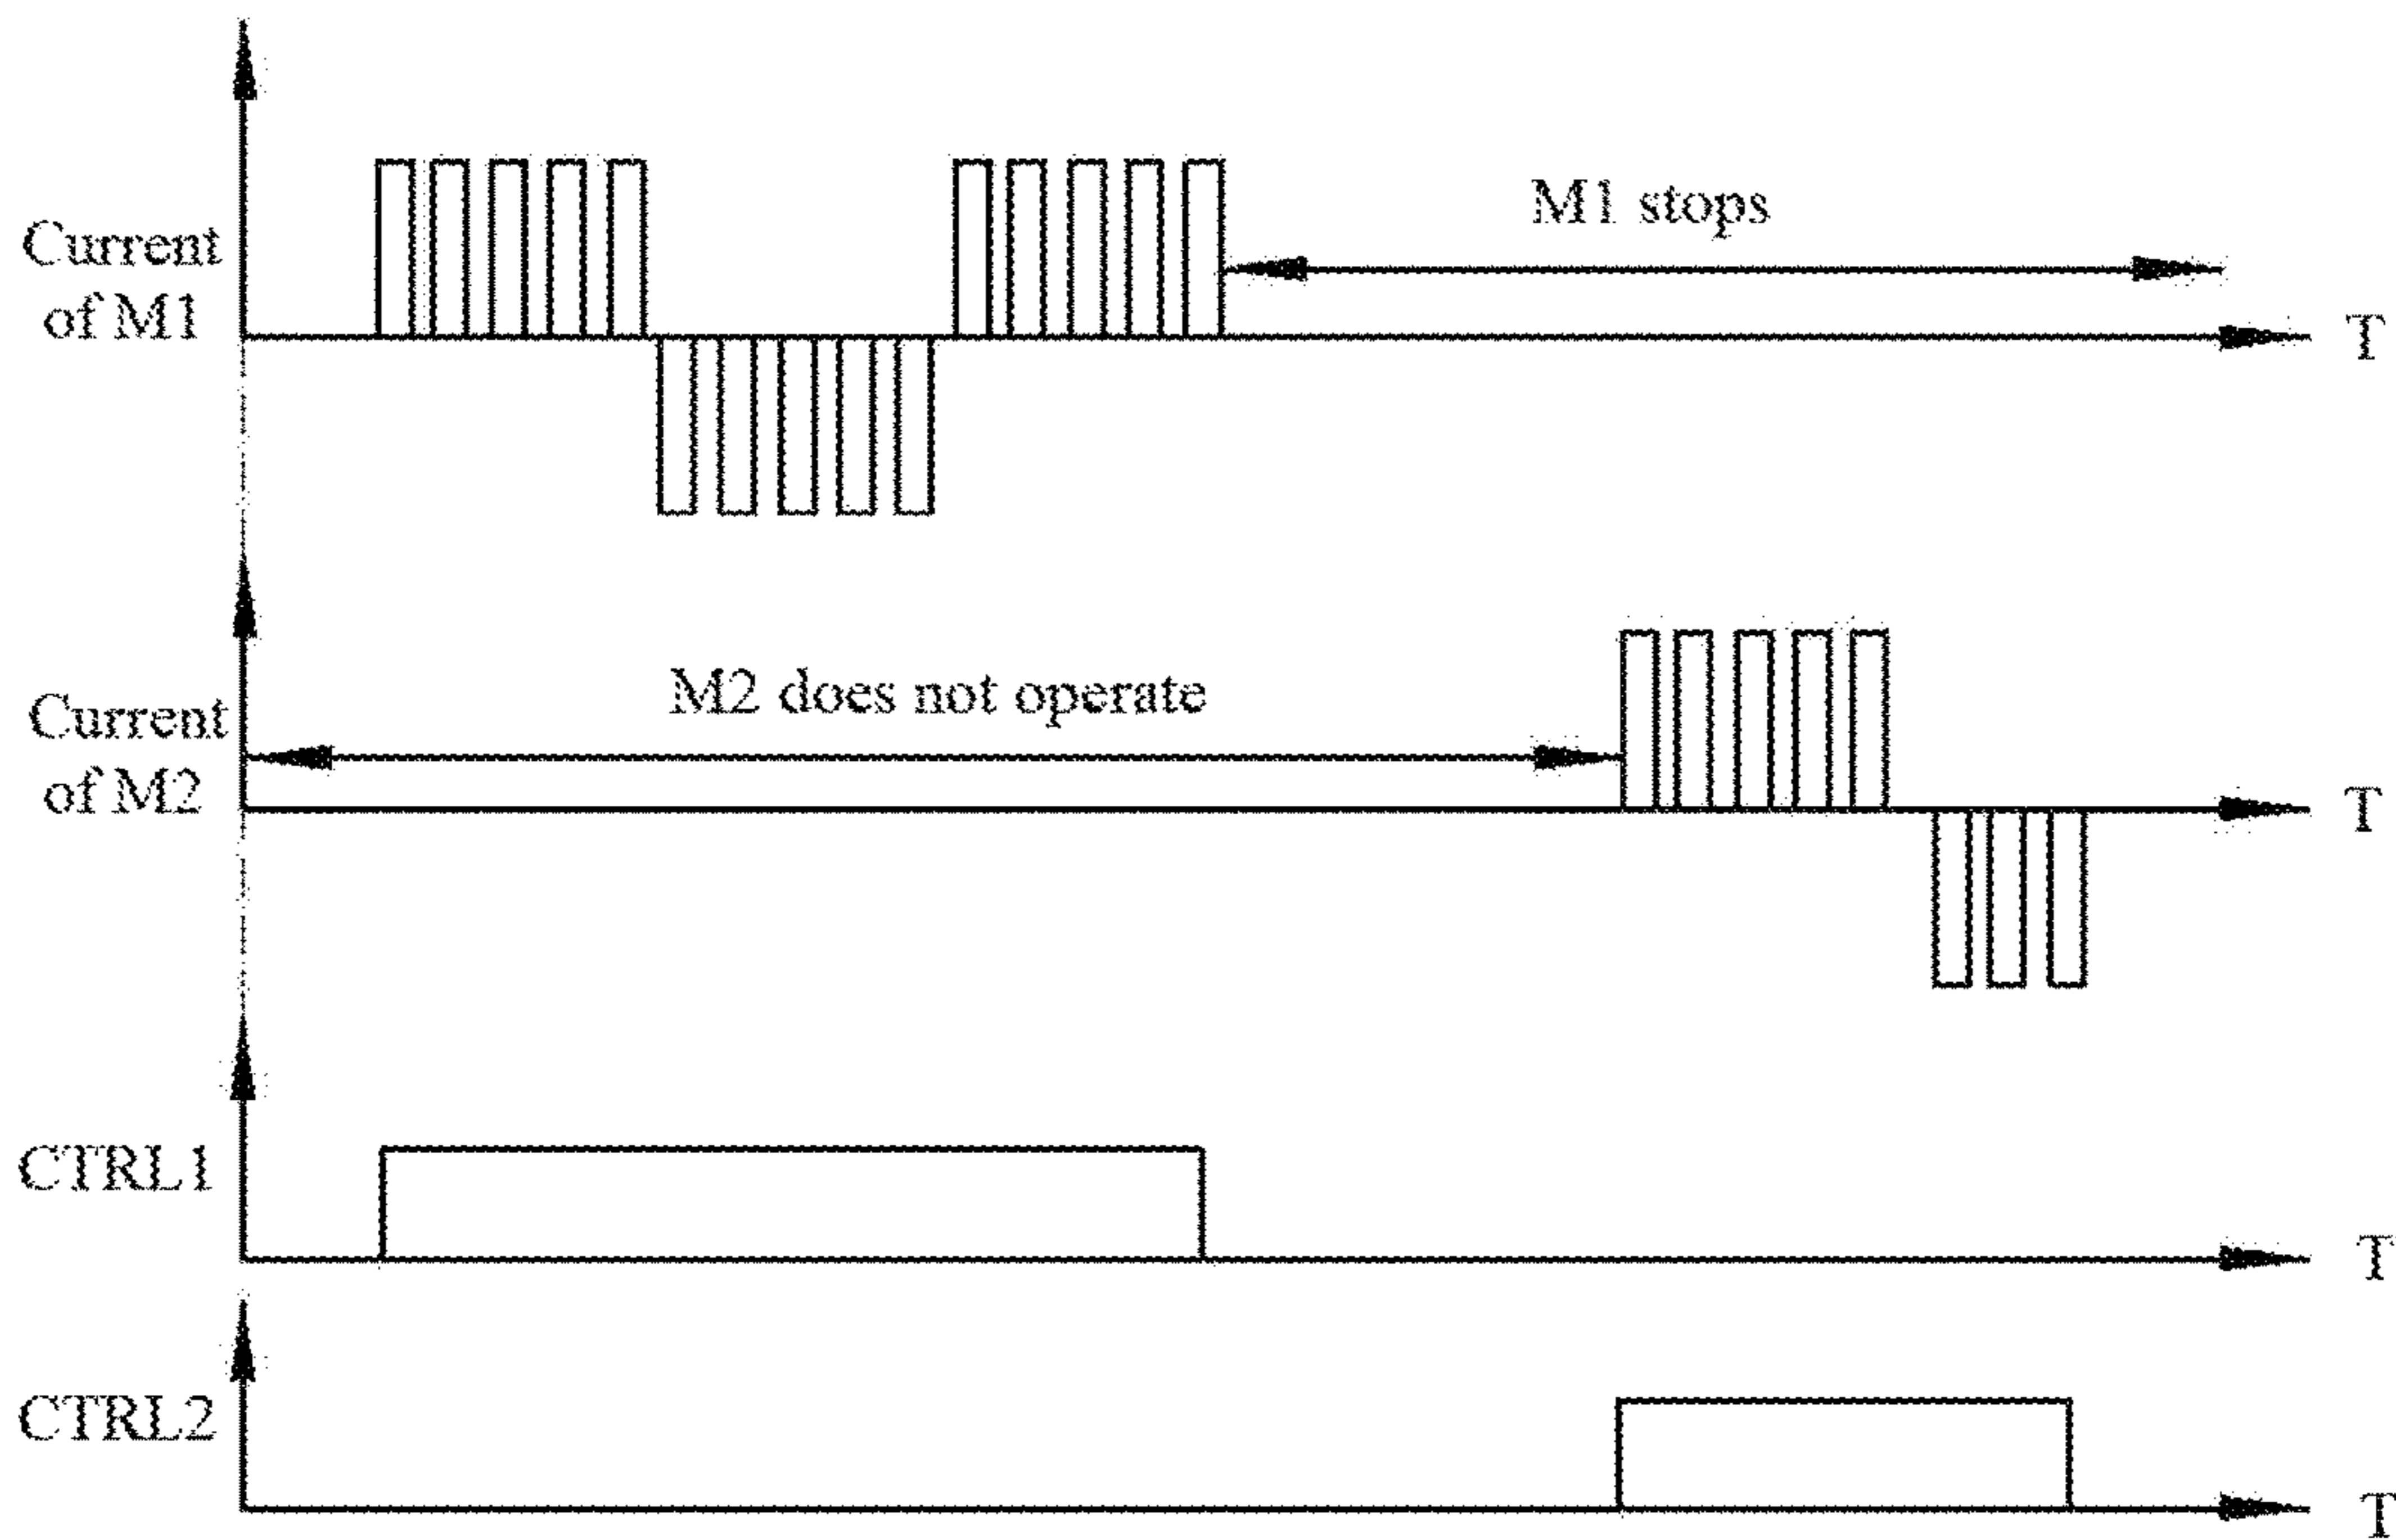 M1 stops
Current
of M1
T
M2 does not operate
Current
of M2
T
CTRL1
T
CTRL2
T